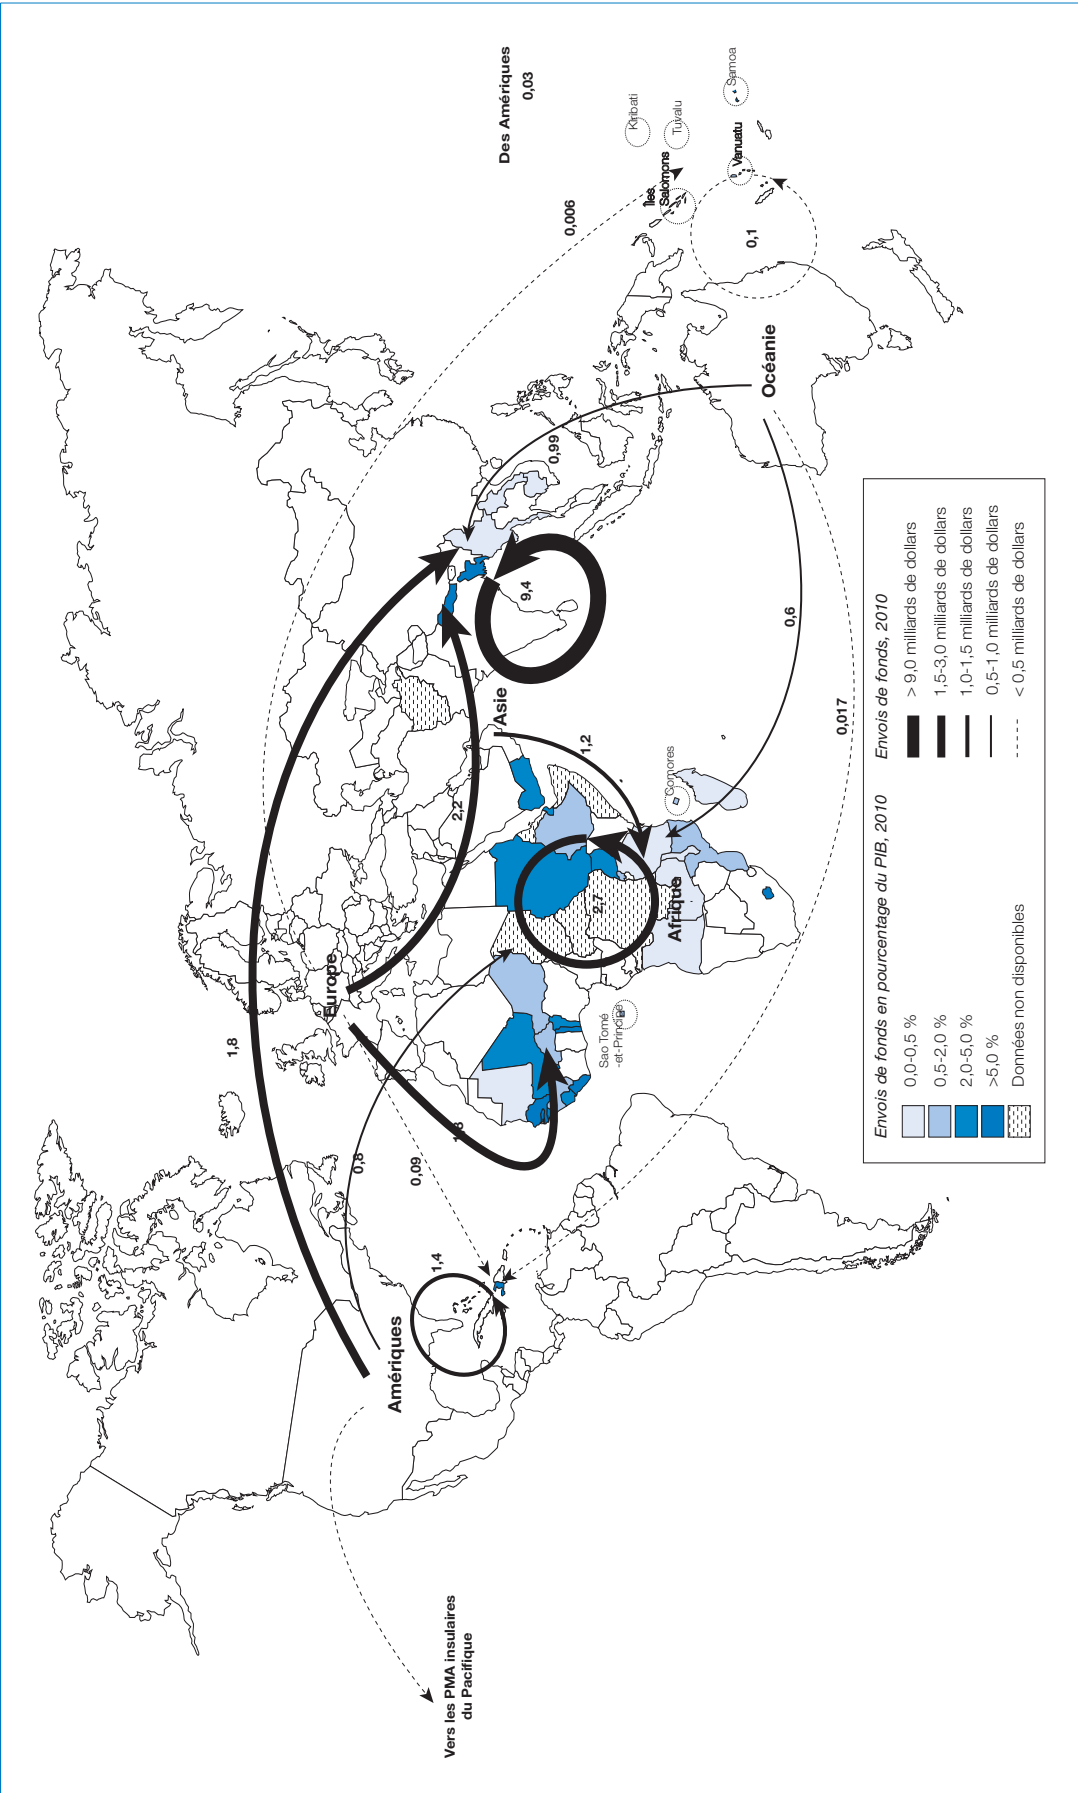 Des Amériques
0,03
Kiribati
Tuvalu
Samoa
Îles
Salomons
Vanuatu
0,006
0,1
Océanie
0,99
9,4
0,6
Asie
1,2
2,2
Comores
0,017
2,7
Afrique
Europe
Sao Tomé
-et-Principe
1,8
1,8
0,8
0,09
1,4
Amériques
Vers les PMA insulaires
du Pacifique
Envois de fonds en pourcentage du PIB, 2010
0,0-0,5 %
0,5-2,0 %
2,0-5,0 %
>5,0 %
Données non disponibles
Envois de fonds, 2010
> 9,0 milliards de dollars
1,5-3,0 milliards de dollars
1,0-1,5 milliards de dollars
0,5-1,0 milliards de dollars
< 0,5 milliards de dollars